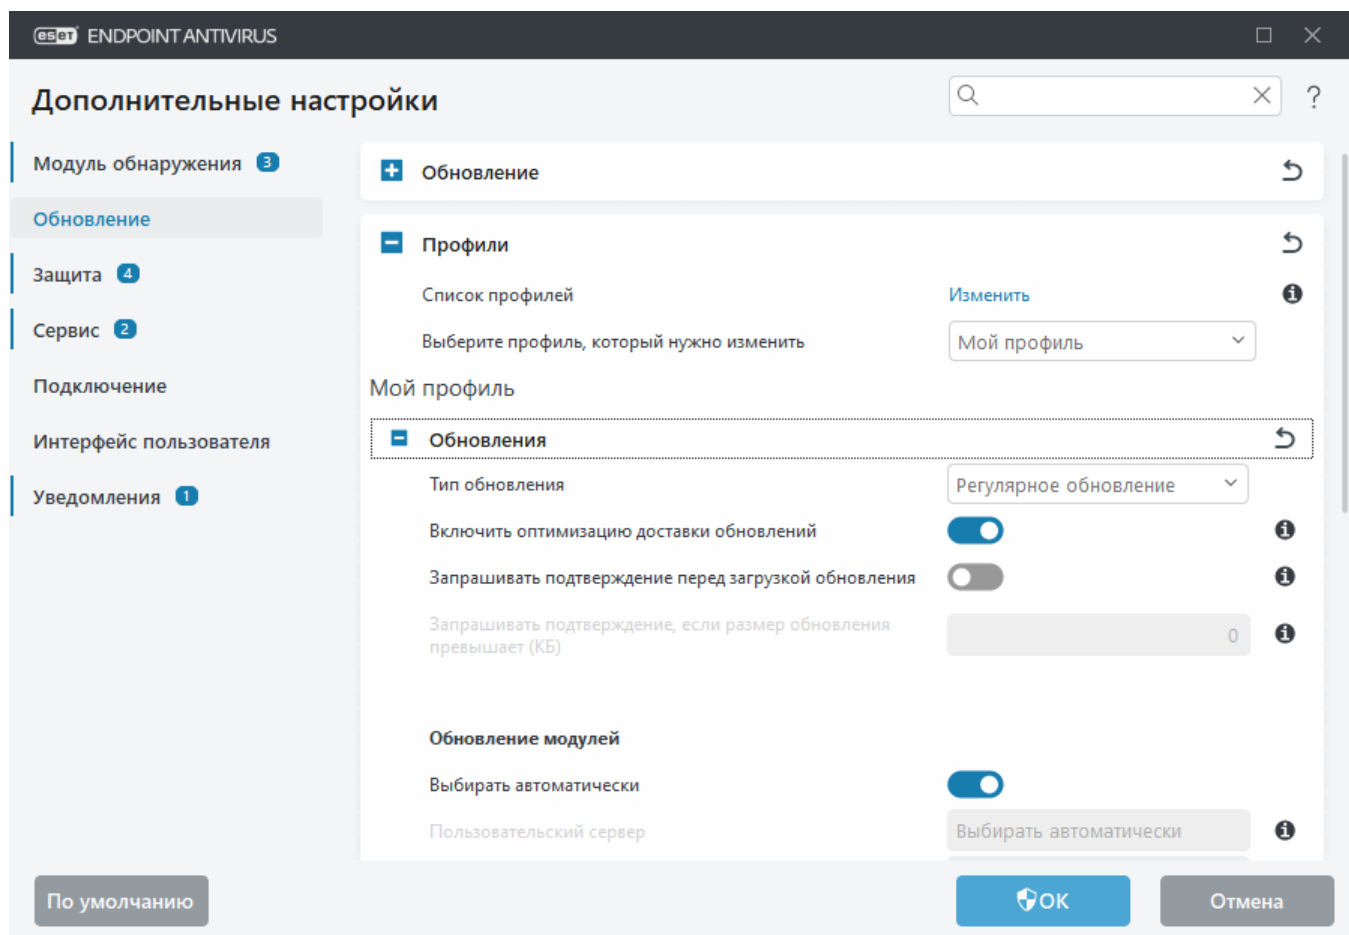 eset ENDPOINT ANTIVIRUS
Дополнительные настройки
?
Модуль обнаружения 3
Обновление
Защита 4
Сервис 2
Подключение
Интерфейс пользователя
Уведомления 1
Обновление
Профили
Список профилей Изменить
Выберите профиль, который нужно изменить Мой профиль
Мой профиль
Обновления
Тип обновления Регулярное обновление
Включить оптимизацию доставки обновлений
Запрашивать подтверждение перед загрузкой обновления
Запрашивать подтверждение, если размер обновления
превышает (КБ) 0
Обновление модулей
Выбирать автоматически
Пользовательский сервер Выбирать автоматически
По умолчанию ОК Отмена